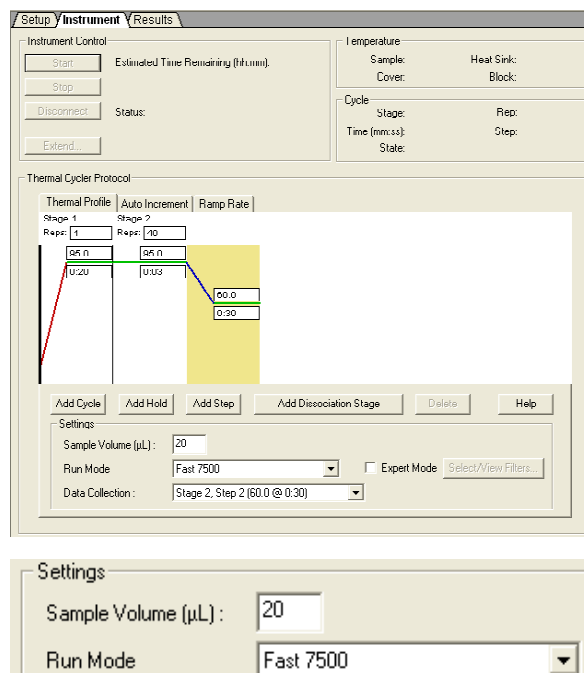 Setup Instrument Results
Instrument Control
Start Estimated Time Remaining (hh:mm):
Stop
Disconnect Status:
Extend...
Temperature
Sample: Heat Sink:
Cover: Block:
Cycle
Stage: Rep:
Time (mm:ss): Step:
State:
Thermal Cycler Protocol
Thermal Profile Auto Increment Ramp Rate
Stage 1 Stage 2
Reps: 1 Reps: 40
95.0 95.0
0:20 0:03
60.0
0:30
Add Cycle Add Hold Add Step Add Dissociation Stage Delete Help
Settings
Sample Volume (µL) : 20
Run Mode Fast 7500 Expert Mode Select/View Filters...
Data Collection : Stage 2, Step 2 (60.0 @ 0:30)
Settings
Sample Volume (µL) : 20
Run Mode Fast 7500